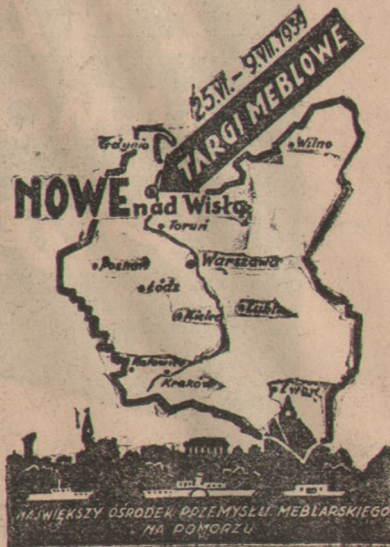 25.VI. - 9.VII.1939
TARGI MEBLOWE
Gdynia
Wilno
NOWE nad Wisłą
Toruń
Poznań
Warszawa
Łódź
Kielce
Lublin
Katowice
Kraków
Lwów
NAJWIĘKSZY OŚRODEK PRZEMYSŁU MEBLARSKIEGO
NA POMORZU